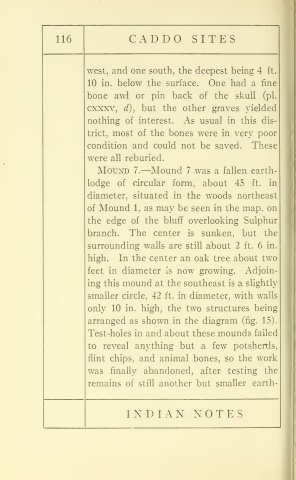 116
CADDO SITES
west, and one south, the deepest being 4 ft.
10 in. below the surface. One had a fine
bone awl or pin back of the skull (pl.
CXXXV, d), but the other graves yielded
nothing of interest. As usual in this dis-
trict, most of the bones were in very poor
condition and could not be saved. These
were all reburied.
MOUND 7.—Mound 7 was a fallen earth-
lodge of circular form, about 45 ft. in
diameter, situated in the woods northeast
of Mound 1, as may be seen in the map, on
the edge of the bluff overlooking Sulphur
branch. The center is sunken, but the
surrounding walls are still about 2 ft. 6 in.
high. In the center an oak tree about two
feet in diameter is now growing. Adjoin-
ing this mound at the southeast is a slightly
smaller circle, 42 ft. in diameter, with walls
only 10 in. high, the two structures being
arranged as shown in the diagram (fig. 15).
Test-holes in and about these mounds failed
to reveal anything but a few potsherds,
flint chips, and animal bones, so the work
was finally abandoned, after testing the
remains of still another but smaller earth-
INDIAN NOTES